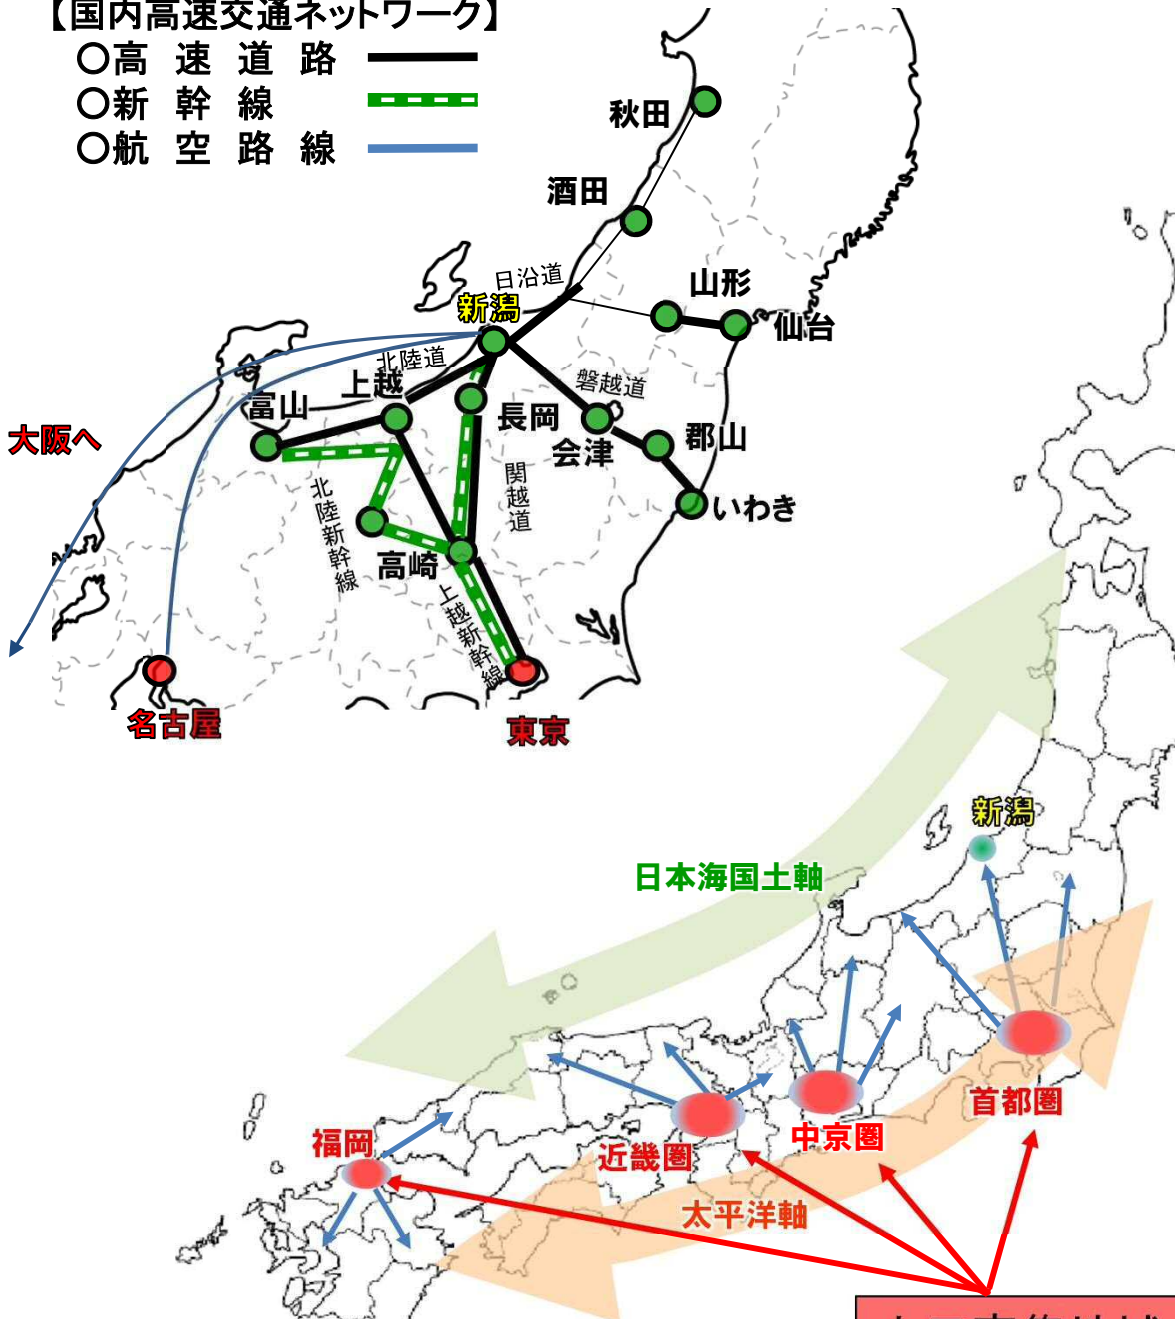 【国内高速交通ネットワーク】
〇高速道路
〇新幹線
〇航空路線
秋田
酒田
日沿道
山形
新潟
仙台
北陸道
上越
磐越道
富山
長岡
大阪へ
会津
郡山
関越道
北陸新幹線
いわき
高崎
上越新幹線
名古屋
東京
新潟
日本海国土軸
首都圏
中京圏
福岡
近畿圏
太平洋軸